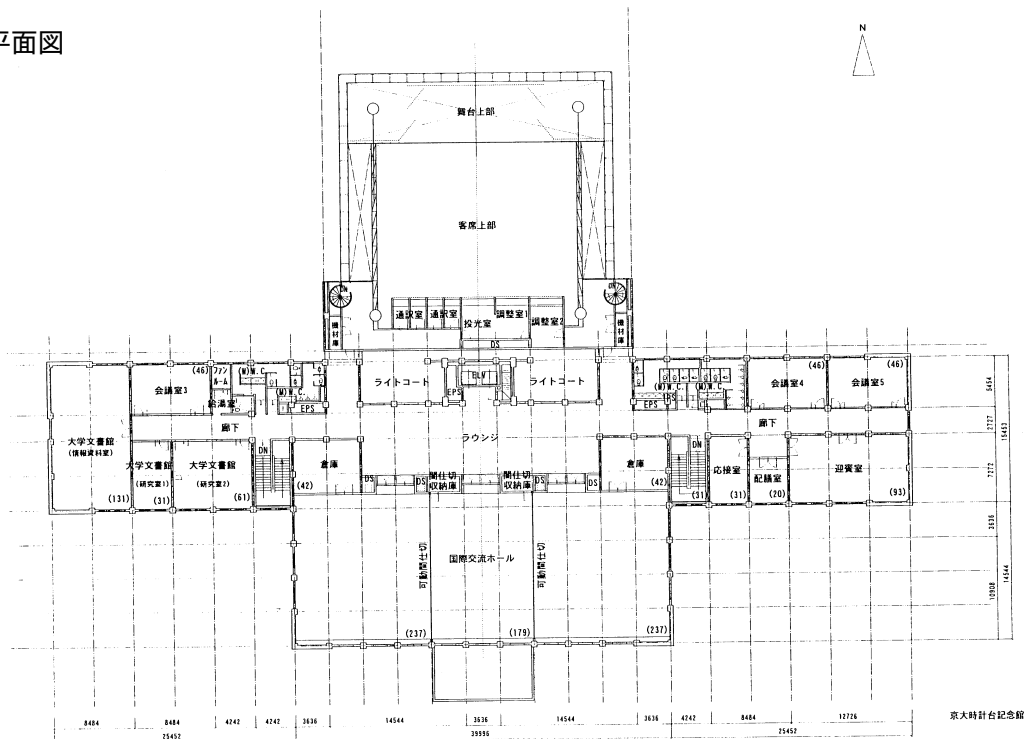 平面図
N
舞台上部
客席上部
DN
DN
機材庫
通訳室
通訳室
投光室
調整室1
調整室2
機材庫
DS
会議室3
(46)
ファンルーム
(M)W.C.
給湯室
(M)W.C.
EPS
ライトコート
EPS
ELV
ライトコート
(M)W.C.
(M)W.C.
EPS
DS
会議室4
(46)
会議室5
(46)
廊下
ラウンジ
廊下
大学文書館
(情報資料室)
(131)
大学文書館
(研究室1)
(31)
大学文書館
(研究室2)
(61)
DN
倉庫
(42)
DS
DS
間仕切
収納庫
間仕切
収納庫
DS
DS
倉庫
(42)
DN
(31)
応接室
(31)
配膳室
(20)
迎賓室
(93)
可動間仕切
国際交流ホール
可動間仕切
(237)
(179)
(237)
5454
2727
7272
15453
3636
10908
14544
8484
8484
4242
4242
3636
14544
3636
14544
3636
4242
8484
12726
25452
39996
25452
京大時計台記念館